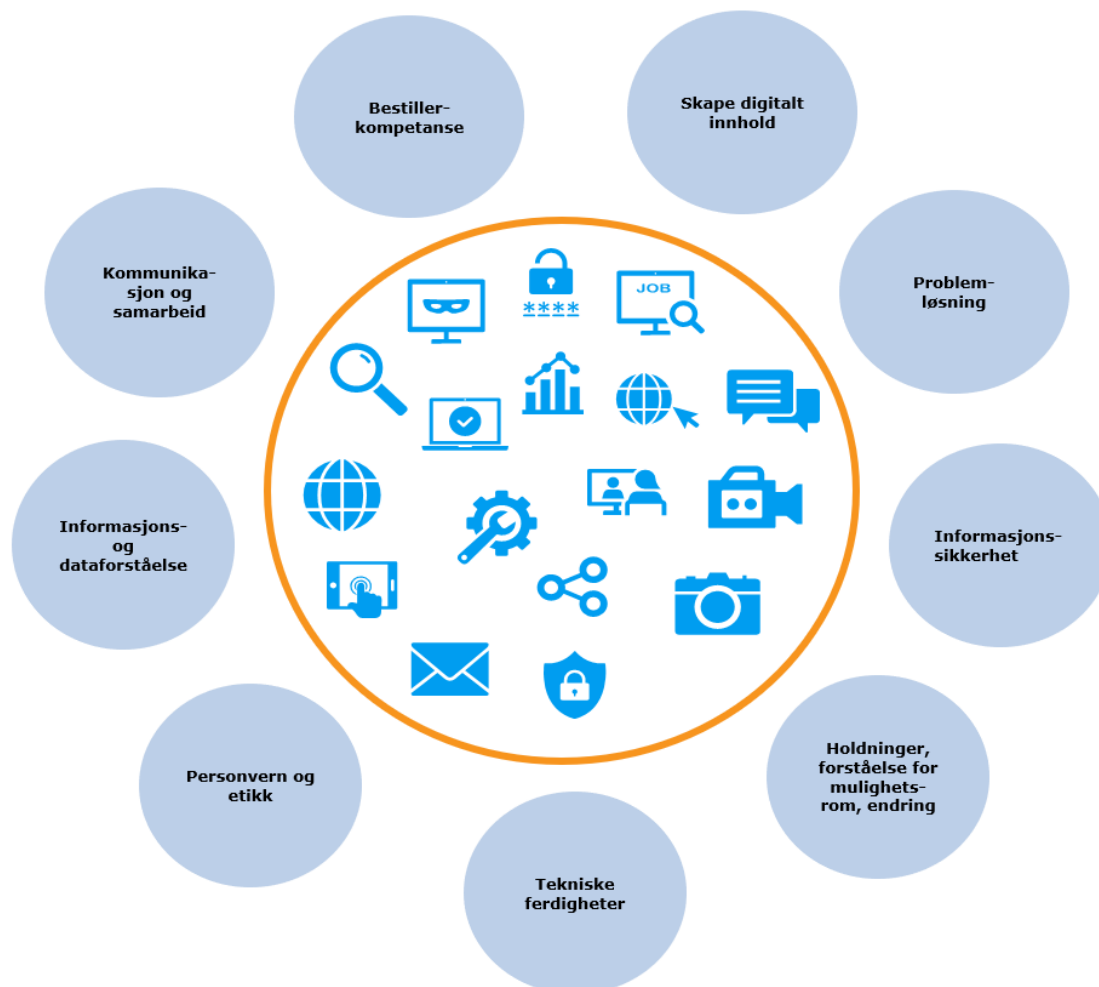 Bestiller-
kompetanse
Skape digitalt
innhold
Kommunika-
sjon og
samarbeid
Problem-
løsning
****
JOB
Informasjons-
og
dataforståelse
Informasjons-
sikkerhet
Personvern og
etikk
Holdninger,
forståelse for
mulighets-
rom, endring
Tekniske
ferdigheter